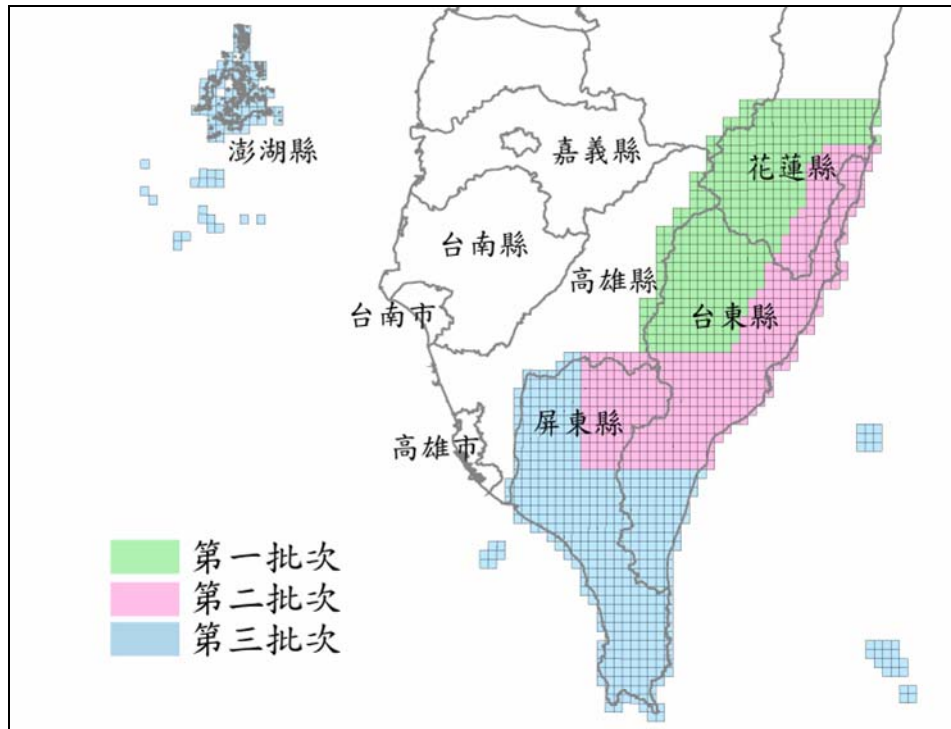 澎湖縣
嘉義縣
花蓮縣
台南縣
高雄縣
台南市
台東縣
屏東縣
高雄市
第一批次
第二批次
第三批次